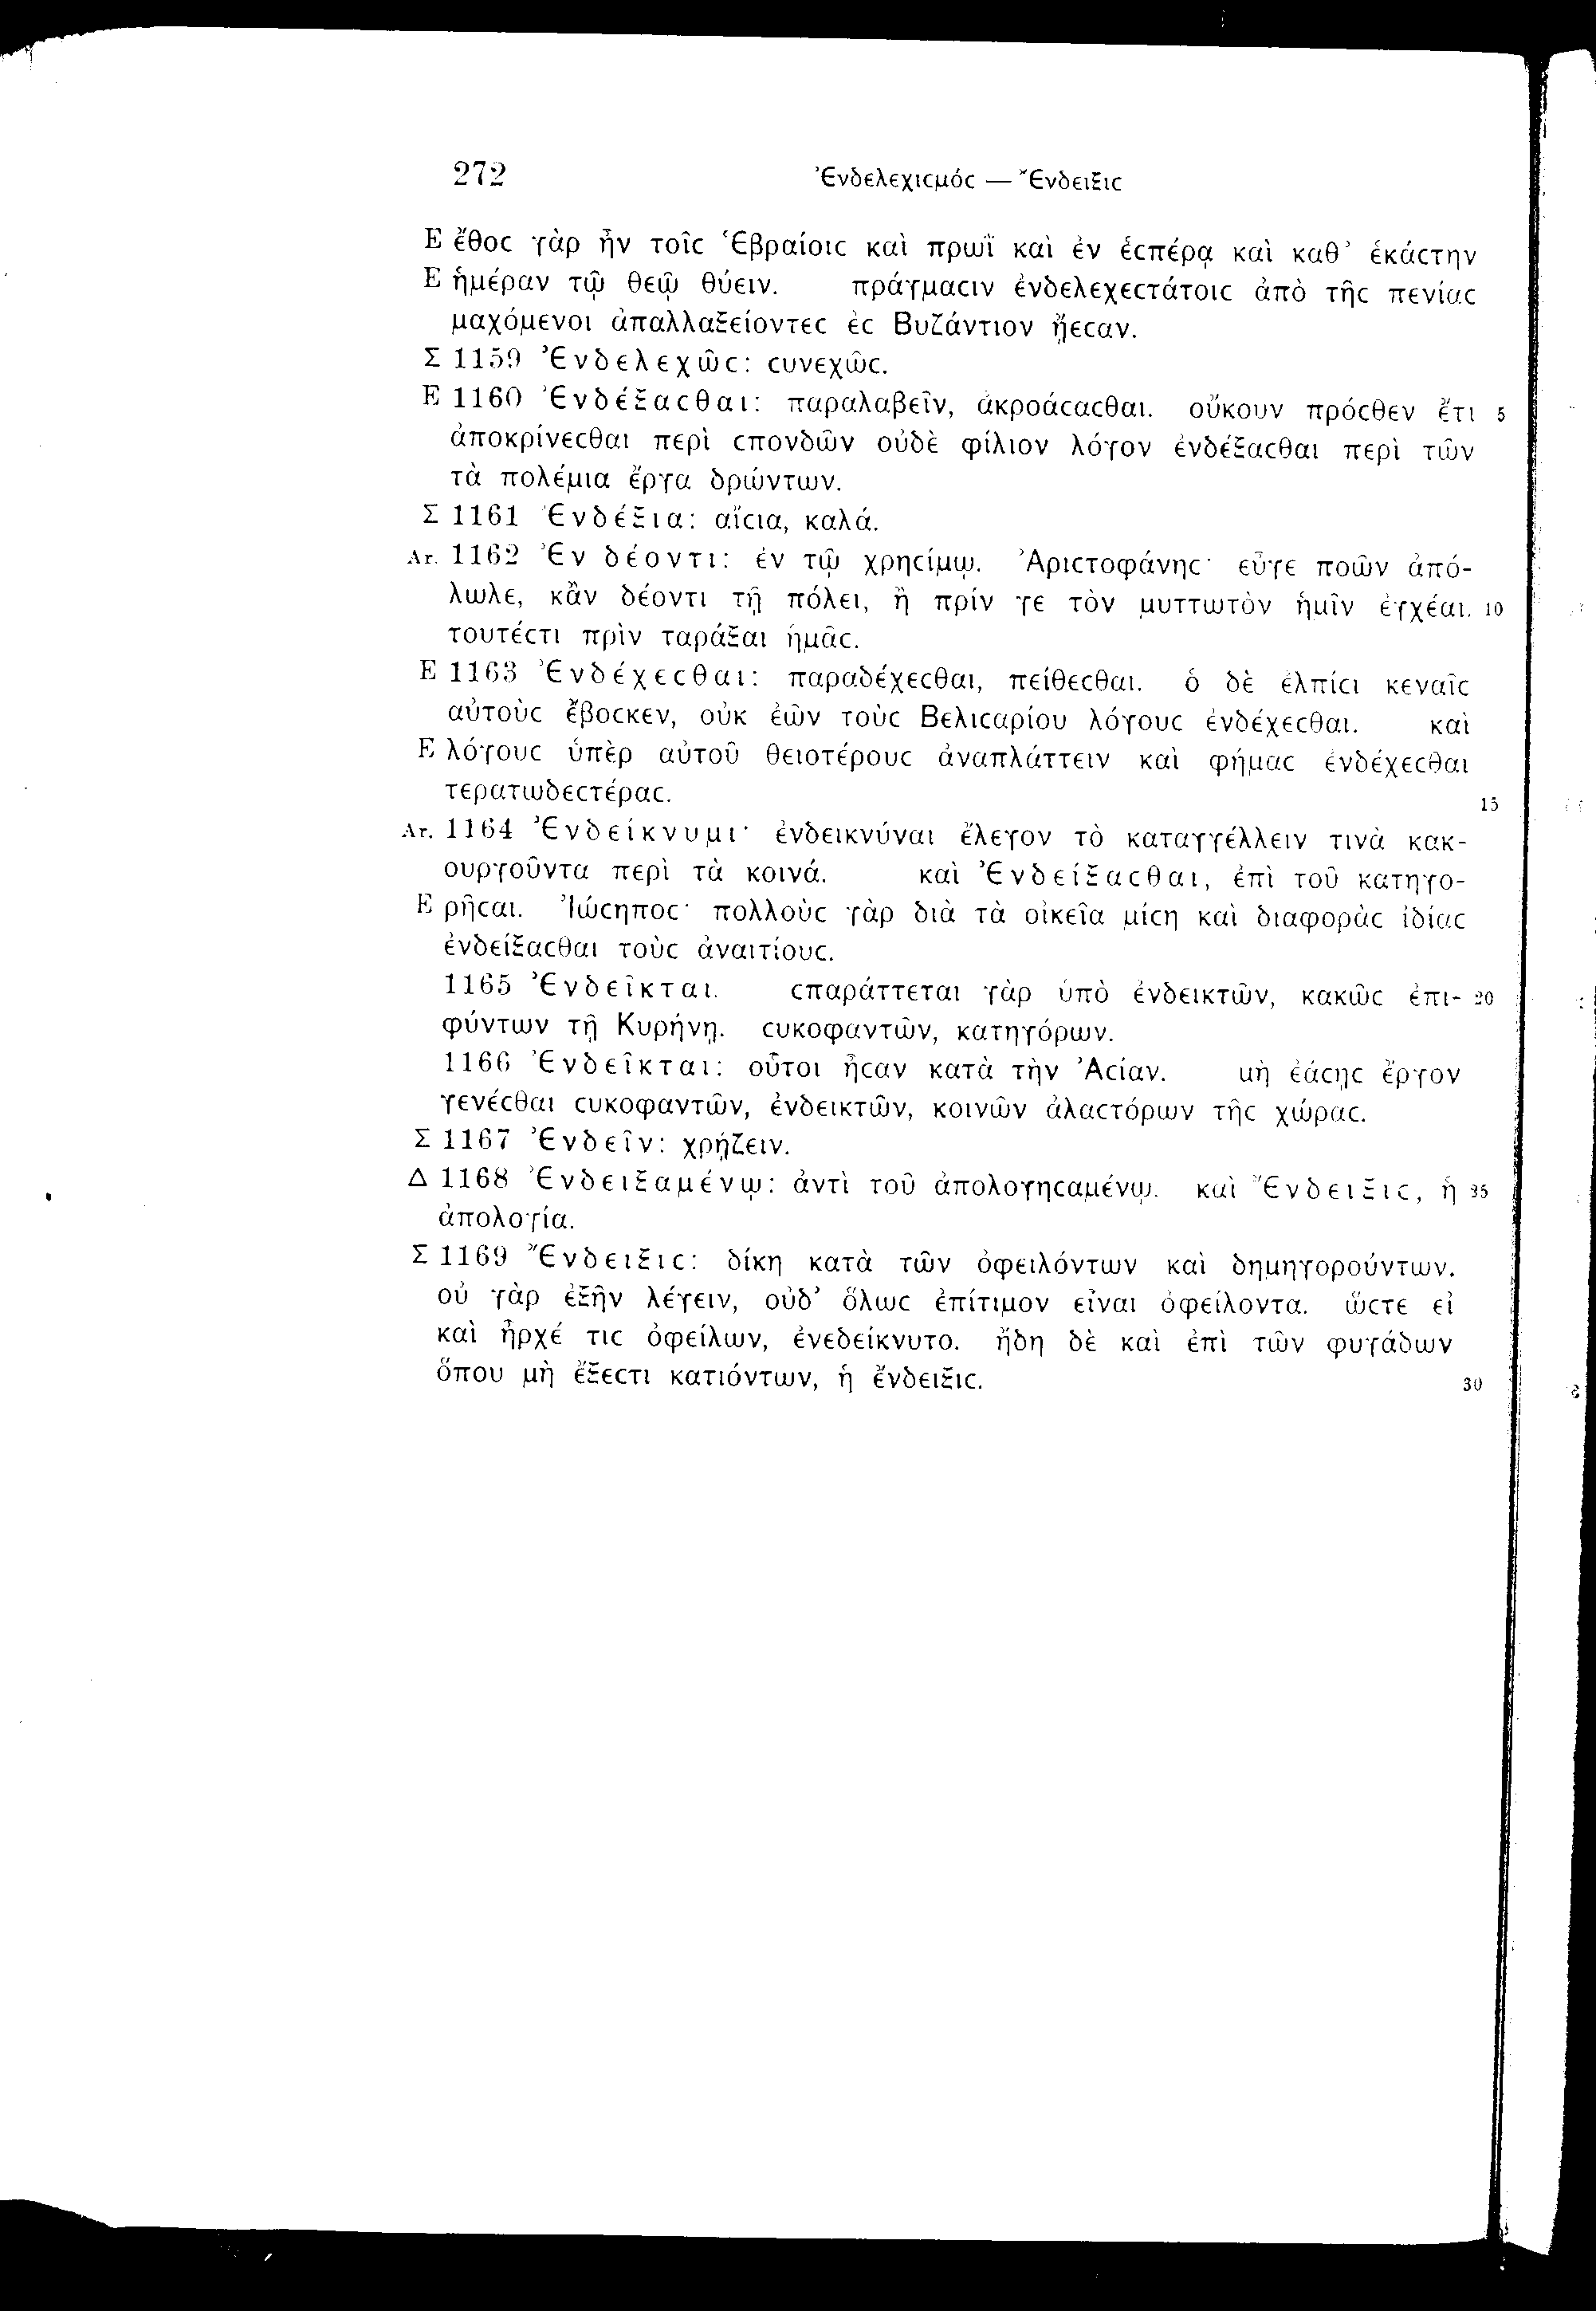 272 Ἐνδελεχιϲμόϲ — Ἔνδειξιϲ
E ἔθοϲ γὰρ ἦν τοῖϲ Ἑβραίοιϲ καὶ πρωῒ καὶ ἐν ἑϲπέρᾳ καὶ καθ’ ἑκάϲτην
E ἡμέραν τῷ θεῷ θύειν. πράγμαϲιν ἐνδελεχεϲτάτοιϲ ἀπὸ τῆϲ πενίαϲ
μαχόμενοι ἀπαλλαξείοντεϲ ἐϲ Βυζάντιον ᾔεϲαν.
Σ 1159 Ἐνδελεχῶϲ: ϲυνεχῶϲ.
E 1160 Ἐνδέξαϲθαι: παραλαβεῖν, ἀκροάϲαϲθαι. οὔκουν πρόϲθεν ἔτι 5
ἀποκρίνεϲθαι περὶ ϲπονδῶν οὐδὲ φίλιον λόγον ἐνδέξαϲθαι περὶ τῶν
τὰ πολέμια ἔργα δρώντων.
Σ 1161 Ἐνδέξια: αἴϲια, καλά.
Ar. 1162 Ἐν δέοντι: ἐν τῷ χρηϲίμῳ. Ἀριϲτοφάνηϲ· εὖγε ποιῶν ἀπό-
λωλε, κἂν δέοντι τῇ πόλει, ἢ πρίν γε τὸν μυττωτὸν ἡμῖν ἐγχέαι. 10
τουτέϲτι πρὶν ταράξαι ἡμᾶϲ.
E 1163 Ἐνδέχεϲθαι: παραδέχεϲθαι, πείθεϲθαι. ὁ δὲ ἐλπίϲι κεναῖϲ
αὐτοὺϲ ἔβοϲκεν, οὐκ ἐῶν τοὺϲ Βελιϲαρίου λόγουϲ ἐνδέχεϲθαι. καὶ
E λόγουϲ ὑπὲρ αὐτοῦ θειοτέρουϲ ἀναπλάττειν καὶ φήμαϲ ἐνδέχεϲθαι
τερατωδεϲτέραϲ. 15
Ar. 1164 Ἐνδείκνυμι· ἐνδεικνύναι ἔλεγον τὸ καταγγέλλειν τινὰ κακ-
ουργοῦντα περὶ τὰ κοινά. καὶ Ἐνδείξαϲθαι, ἐπὶ τοῦ κατηγο-
E ρῆϲαι. Ἰώϲηποϲ· πολλοὺϲ γὰρ διὰ τὰ οἰκεῖα μίϲη καὶ διαφορὰϲ ἰδίαϲ
ἐνδείξαϲθαι τοὺϲ ἀναιτίουϲ.
1165 Ἐνδεῖκται. ϲπαράττεται γὰρ ὑπὸ ἐνδεικτῶν, κακῶϲ ἐπι- 20
φύντων τῇ Κυρήνῃ. ϲυκοφαντῶν, κατηγόρων.
1166 Ἐνδεῖκται: οὗτοι ἦϲαν κατὰ τὴν Ἀϲίαν. μὴ ἐάϲῃϲ ἔργον
γενέϲθαι ϲυκοφαντῶν, ἐνδεικτῶν, κοινῶν ἀλαϲτόρων τῆϲ χώραϲ.
Σ 1167 Ἐνδεῖν: χρῄζειν.
Δ 1168 Ἐνδειξαμένῳ: ἀντὶ τοῦ ἀπολογηϲαμένῳ. καὶ Ἔνδειξιϲ, ἡ 25
ἀπολογία.
Σ 1169 Ἔνδειξιϲ: δίκη κατὰ τῶν ὀφειλόντων καὶ δημηγορούντων.
οὐ γὰρ ἐξῆν λέγειν, οὐδ’ ὅλωϲ ἐπίτιμον εἶναι ὀφείλοντα. ὥϲτε εἰ
καὶ ἦρχέ τιϲ ὀφείλων, ἐνεδείκνυτο. ἤδη δὲ καὶ ἐπὶ τῶν φυγάδων
ὅπου μὴ ἔξεϲτι κατιόντων, ἡ ἔνδειξιϲ. 30